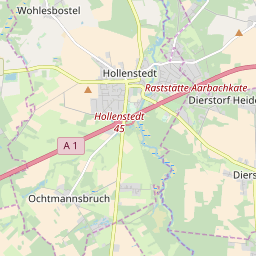 Wohlesbostel
Hollenstedt
Raststätte Aarbachkate
Dierstorf Heide
Hollenstedt
45
A 1
Diers
Ochtmannsbruch